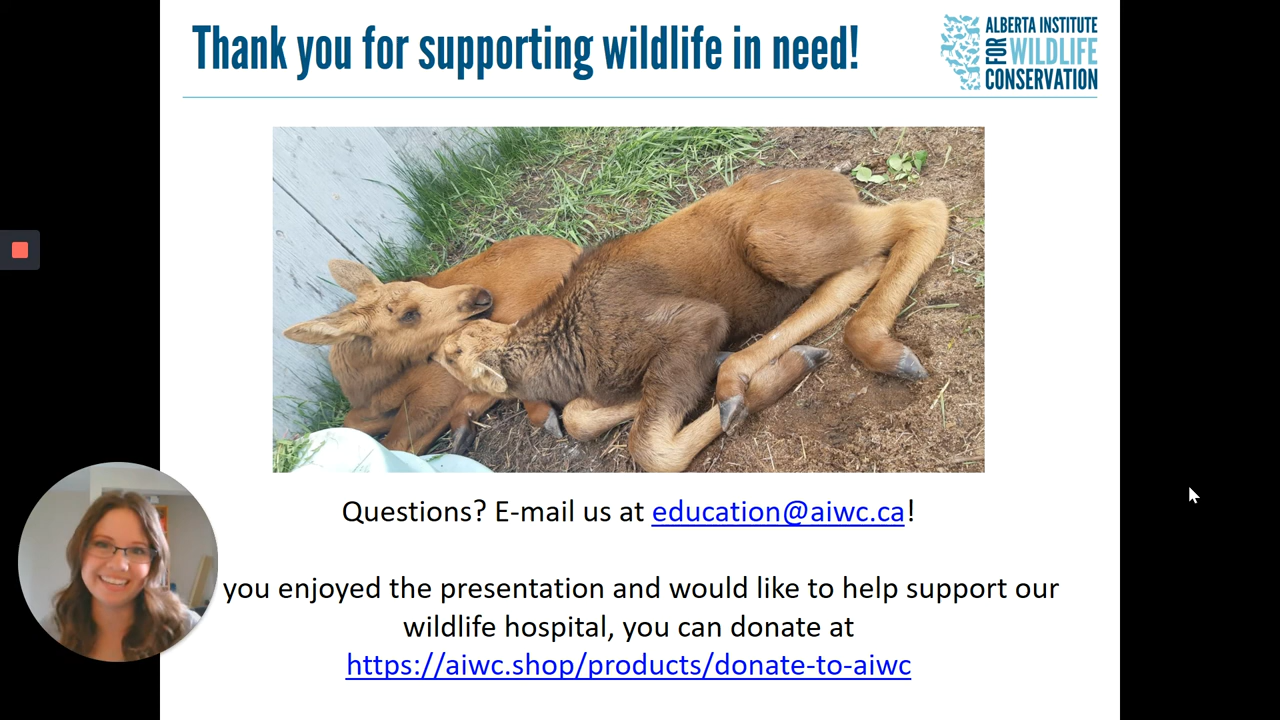 Thank you for supporting wildlife in need!
ALBERTA INSTITUTE
FOR WILDLIFE
CONSERVATION
Questions? E-mail us at education@aiwc.ca!
you enjoyed the presentation and would like to help support our
wildlife hospital, you can donate at
https://aiwc.shop/products/donate-to-aiwc